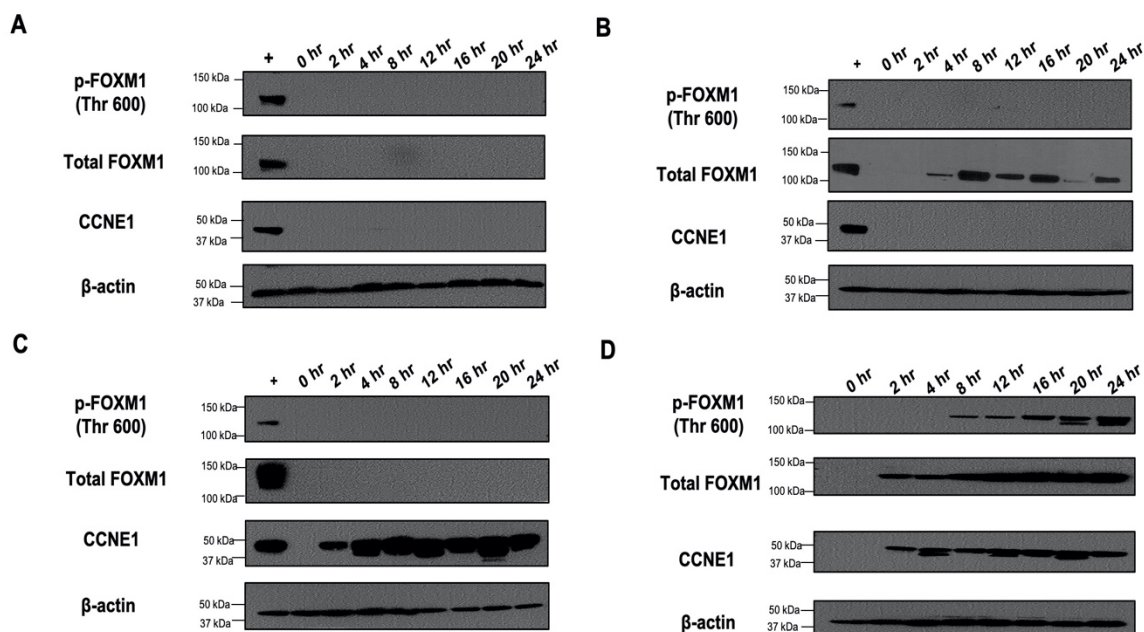 A
+ 0 hr 2 hr 4 hr 8 hr 12 hr 16 hr 20 hr 24 hr
p-FOXM1
(Thr 600)
150 kDa
100 kDa
Total FOXM1
150 kDa
100 kDa
CCNE1
50 kDa
37 kDa
β-actin
50 kDa
37 kDa
B
+ 0 hr 2 hr 4 hr 8 hr 12 hr 16 hr 20 hr 24 hr
p-FOXM1
(Thr 600)
150 kDa
100 kDa
Total FOXM1
150 kDa
100 kDa
CCNE1
50 kDa
37 kDa
β-actin
50 kDa
37 kDa
C
+ 0 hr 2 hr 4 hr 8 hr 12 hr 16 hr 20 hr 24 hr
p-FOXM1
(Thr 600)
150 kDa
100 kDa
Total FOXM1
150 kDa
100 kDa
CCNE1
50 kDa
37 kDa
β-actin
50 kDa
37 kDa
D
0 hr 2 hr 4 hr 8 hr 12 hr 16 hr 20 hr 24 hr
p-FOXM1
(Thr 600)
150 kDa
100 kDa
Total FOXM1
150 kDa
100 kDa
CCNE1
50 kDa
37 kDa
β-actin
50 kDa
37 kDa